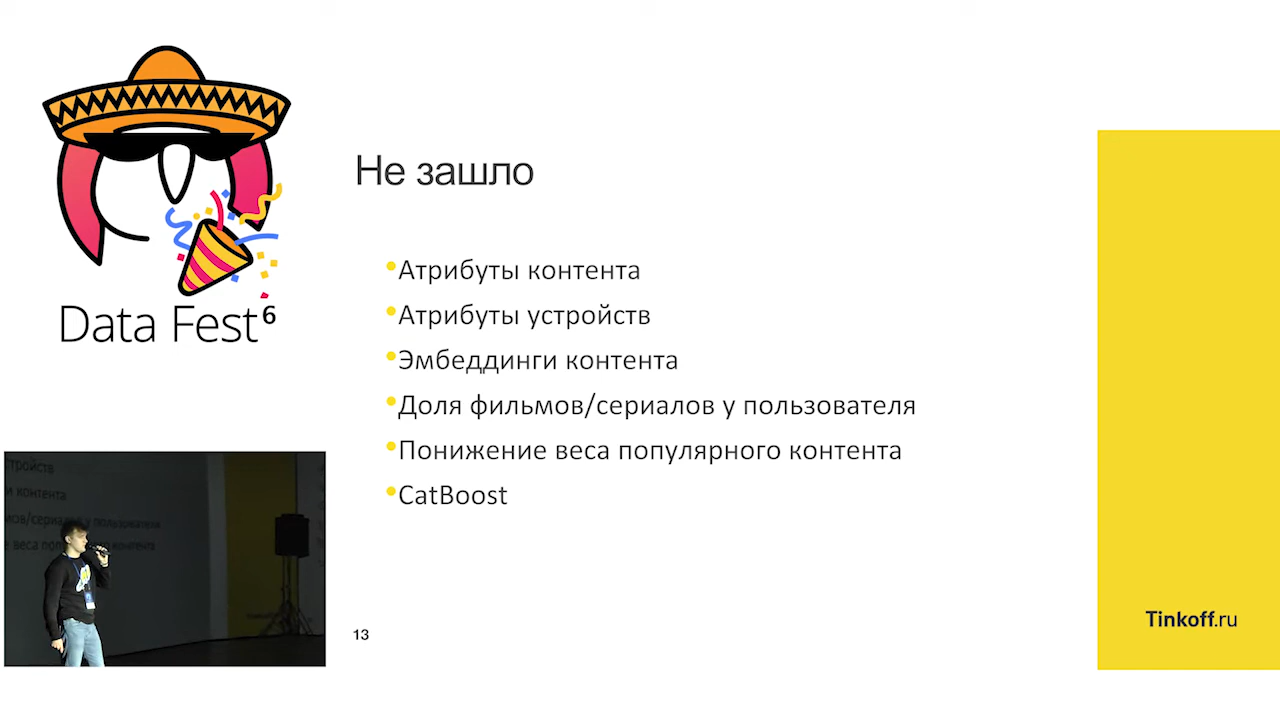 Data Fest⁶
Не зашло
•Атрибуты контента
•Атрибуты устройств
•Эмбеддинги контента
•Доля фильмов/сериалов у пользователя
•Понижение веса популярного контента
•CatBoost
13
Tinkoff.ru